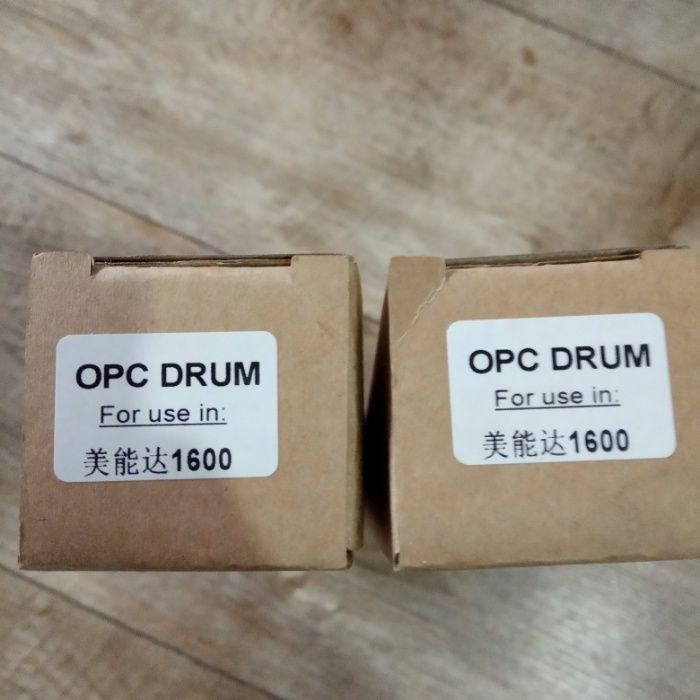 OPC DRUM
For use in:
美能达1600
OPC DRUM
For use in:
美能达1600